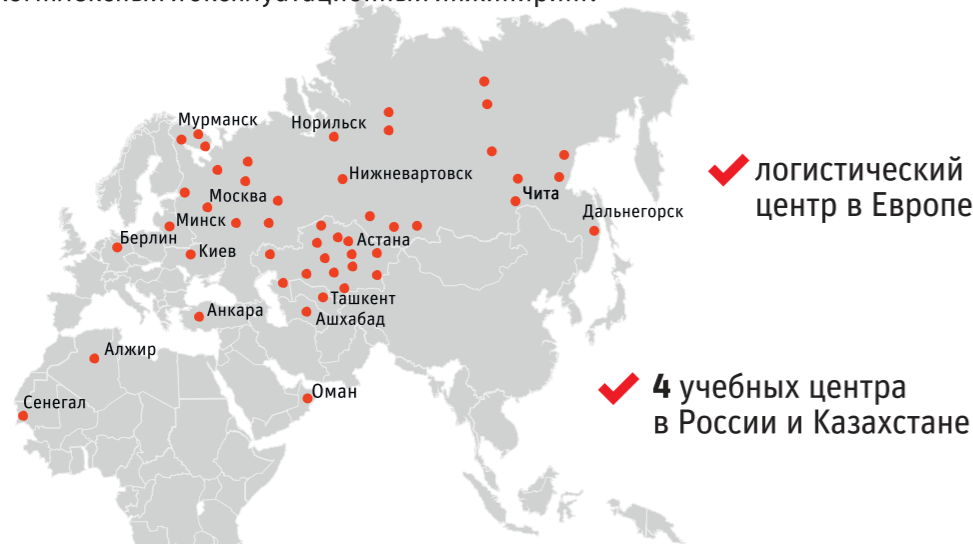 Мурманск
Норильск
Нижневартовск
Москва
Чита
Дальнегорск
Минск
Берлин
Киев
Астана
Анкара
Ташкент
Ашхабад
Алжир
Оман
Сенегал
логистический
центр в Европе
4 учебных центра
в России и Казахстане